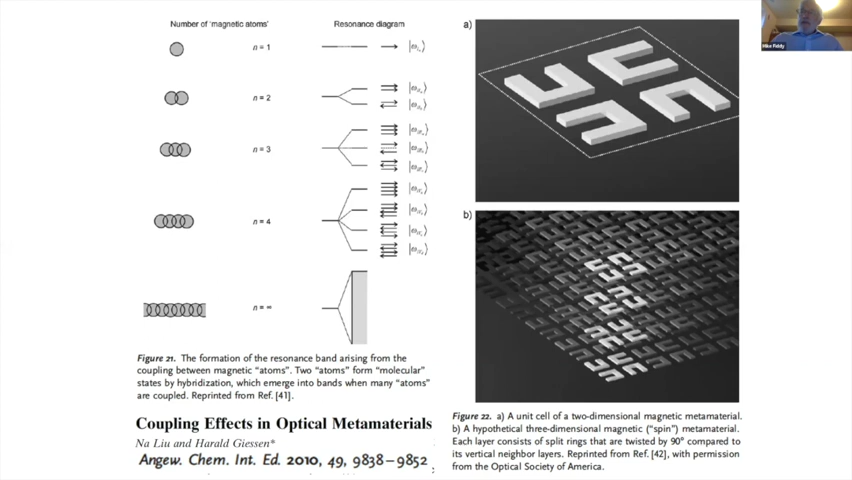 Number of 'magnetic atoms'
Resonance diagram
n = 1
n = 2
n = 3
n = 4
n = ∞
Figure 21. The formation of the resonance band arising from the
coupling between magnetic “atoms”. Two “atoms” form “molecular”
states by hybridization, which emerge into bands when many “atoms”
are coupled. Reprinted from Ref. [41].
Coupling Effects in Optical Metamaterials
Na Liu and Harald Giessen*
Angew. Chem. Int. Ed. 2010, 49, 9838–9852
a)
b)
Figure 22. a) A unit cell of a two-dimensional magnetic metamaterial.
b) A hypothetical three-dimensional magnetic (“spin”) metamaterial.
Each layer consists of split rings that are twisted by 90° compared to
its vertical neighbor layers. Reprinted from Ref. [42], with permission
from the Optical Society of America.